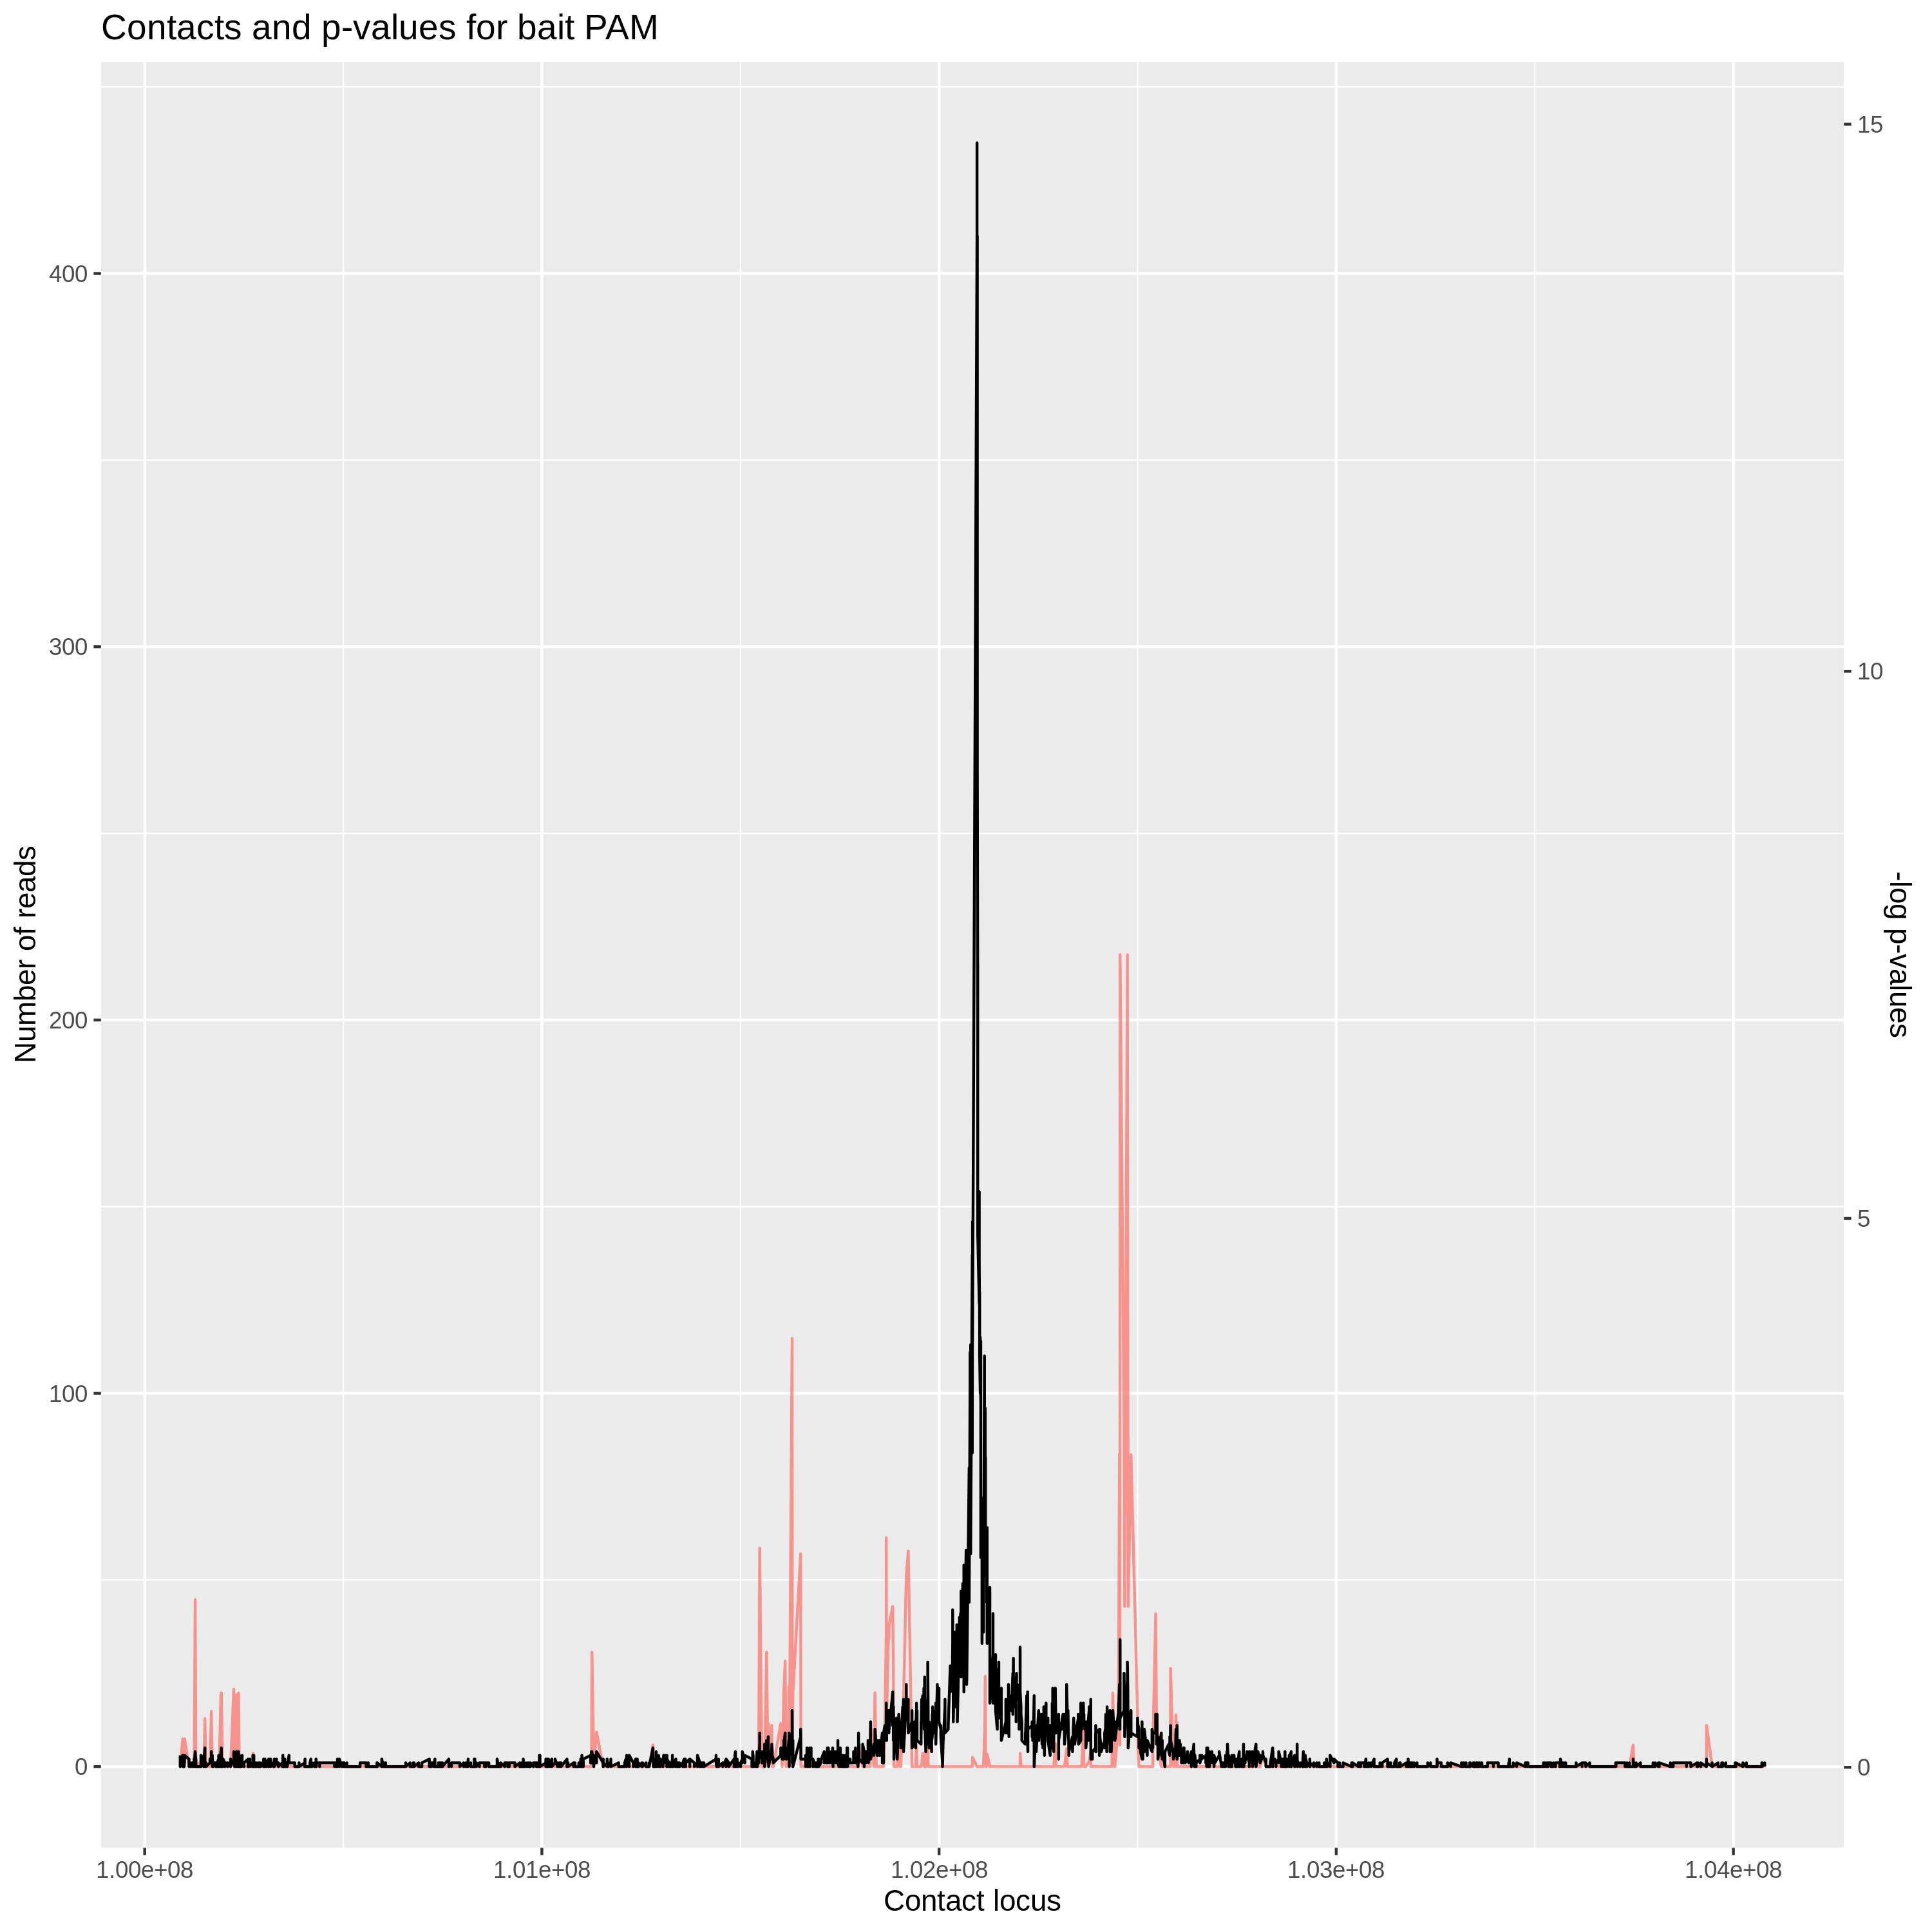 Contacts and p-values for bait PAM
400
300
200
100
0
Number of reads
15
10
5
0
-log p-values
1.00e+08
1.01e+08
1.02e+08
1.03e+08
1.04e+08
Contact locus